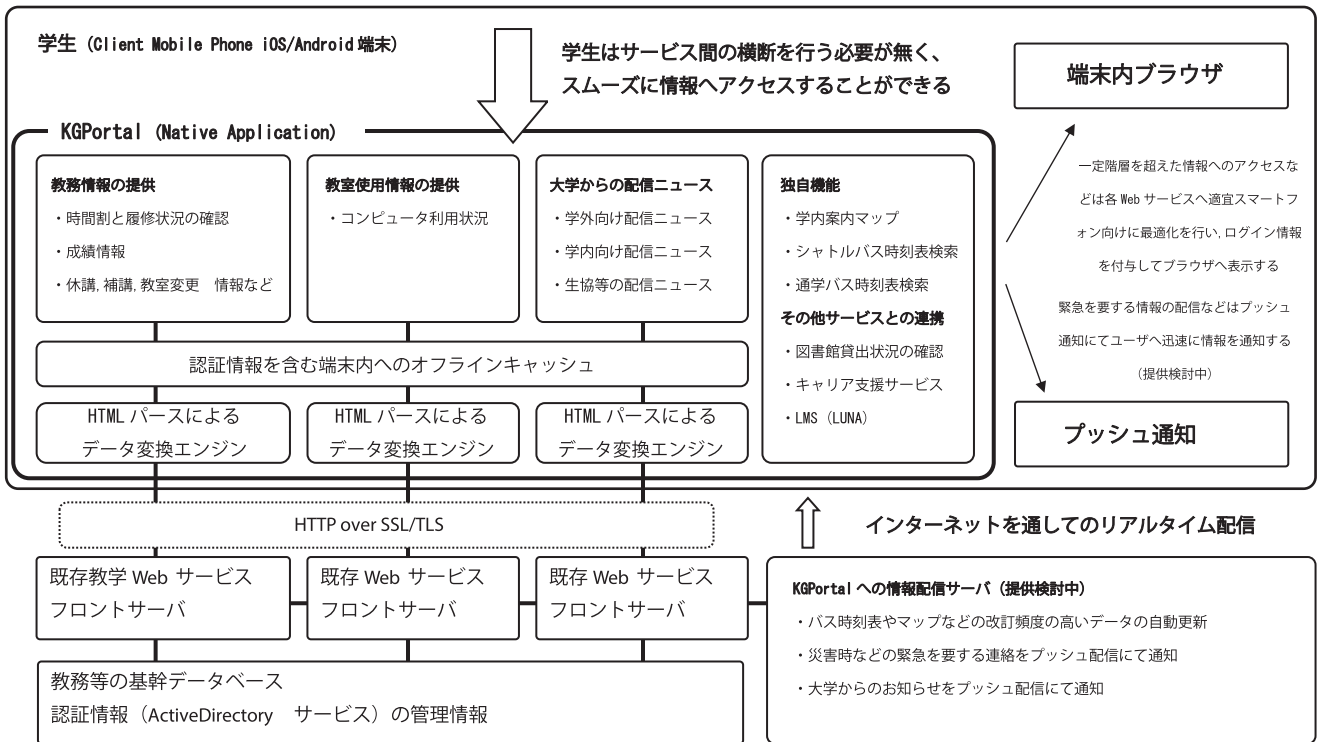 学生（Client Mobile Phone iOS/Android 端末）
学生はサービス間の横断を行う必要が無く、
スムーズに情報へアクセスすることができる
端末内ブラウザ
KGPortal（Native Application）
教務情報の提供
・時間割と履修状況の確認
・成績情報
・休講, 補講, 教室変更　情報など
教室使用情報の提供
・コンピュータ利用状況
大学からの配信ニュース
・学外向け配信ニュース
・学内向け配信ニュース
・生協等の配信ニュース
独自機能
・学内案内マップ
・シャトルバス時刻表検索
・通学バス時刻表検索
その他サービスとの連携
・図書館貸出状況の確認
・キャリア支援サービス
・LMS（LUNA）
一定階層を超えた情報へのアクセスな
どは各 Web サービスへ適宜スマートフ
ォン向けに最適化を行い, ログイン情報
を付与してブラウザへ表示する
緊急を要する情報の配信などはプッシュ
通知にてユーザへ迅速に情報を通知する
（提供検討中）
プッシュ通知
認証情報を含む端末内へのオフラインキャッシュ
HTML パースによる
データ変換エンジン
HTML パースによる
データ変換エンジン
HTML パースによる
データ変換エンジン
HTTP over SSL/TLS
インターネットを通してのリアルタイム配信
既存教学 Web サービス
フロントサーバ
既存 Web サービス
フロントサーバ
既存 Web サービス
フロントサーバ
KGPortal への情報配信サーバ（提供検討中）
・バス時刻表やマップなどの改訂頻度の高いデータの自動更新
・災害時などの緊急を要する連絡をプッシュ配信にて通知
・大学からのお知らせをプッシュ配信にて通知
教務等の基幹データベース
認証情報（ActiveDirectory　サービス）の管理情報